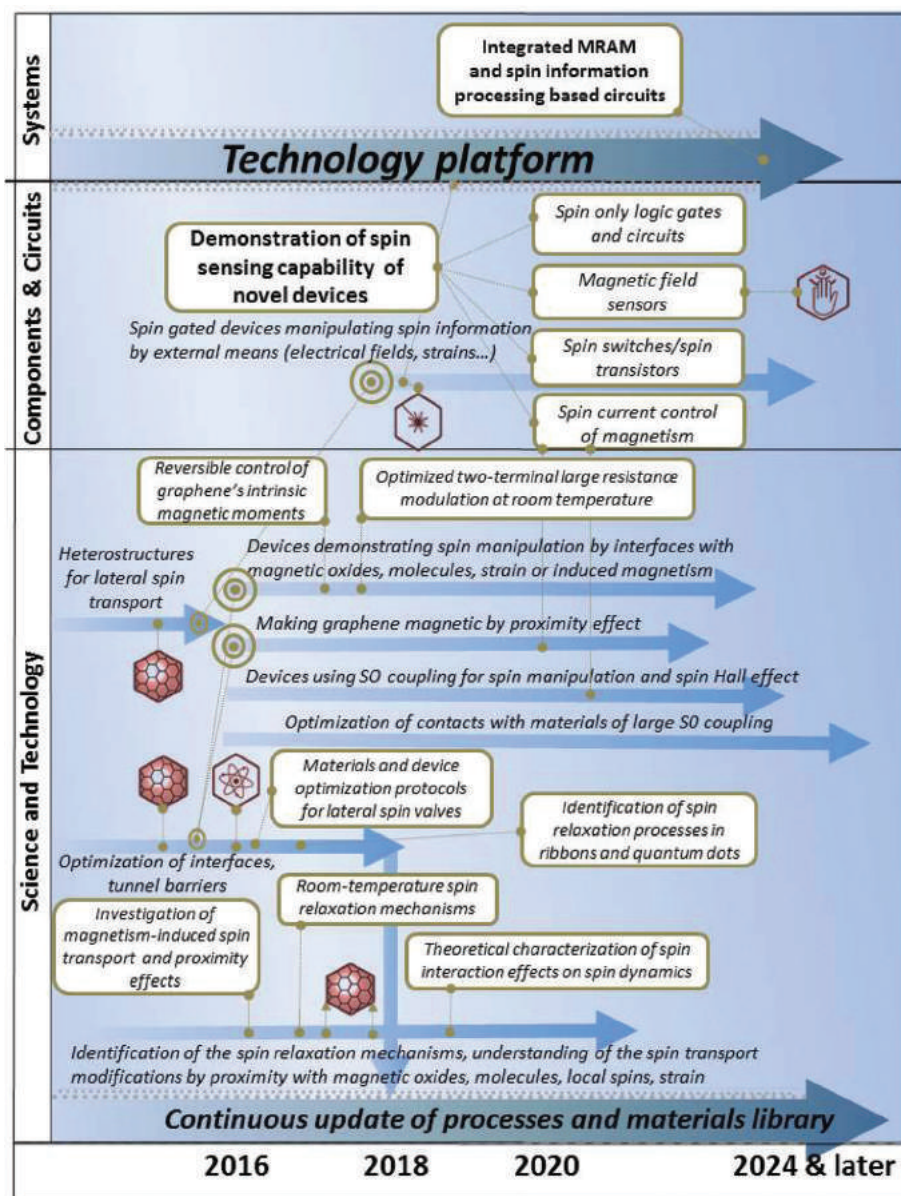 Systems
Integrated MRAM
and spin information
processing based circuits
Technology platform
Components & Circuits
Demonstration of spin
sensing capability of
novel devices
Spin only logic gates
and circuits
Magnetic field
sensors
Spin gated devices manipulating spin information
by external means (electrical fields, strains...)
Spin switches/spin
transistors
Spin current control
of magnetism
Science and Technology
Reversible control of
graphene's intrinsic
magnetic moments
Optimized two-terminal large resistance
modulation at room temperature
Heterostructures
for lateral spin
transport
Devices demonstrating spin manipulation by interfaces with
magnetic oxides, molecules, strain or induced magnetism
Making graphene magnetic by proximity effect
Devices using SO coupling for spin manipulation and spin Hall effect
Optimization of contacts with materials of large S0 coupling
Materials and device
optimization protocols
for lateral spin valves
Identification of spin
relaxation processes in
ribbons and quantum dots
Optimization of interfaces,
tunnel barriers
Room-temperature spin
relaxation mechanisms
Investigation of
magnetism-induced spin
transport and proximity
effects
Theoretical characterization of spin
interaction effects on spin dynamics
Identification of the spin relaxation mechanisms, understanding of the spin transport
modifications by proximity with magnetic oxides, molecules, local spins, strain
Continuous update of processes and materials library
2016 2018 2020 2024 & later